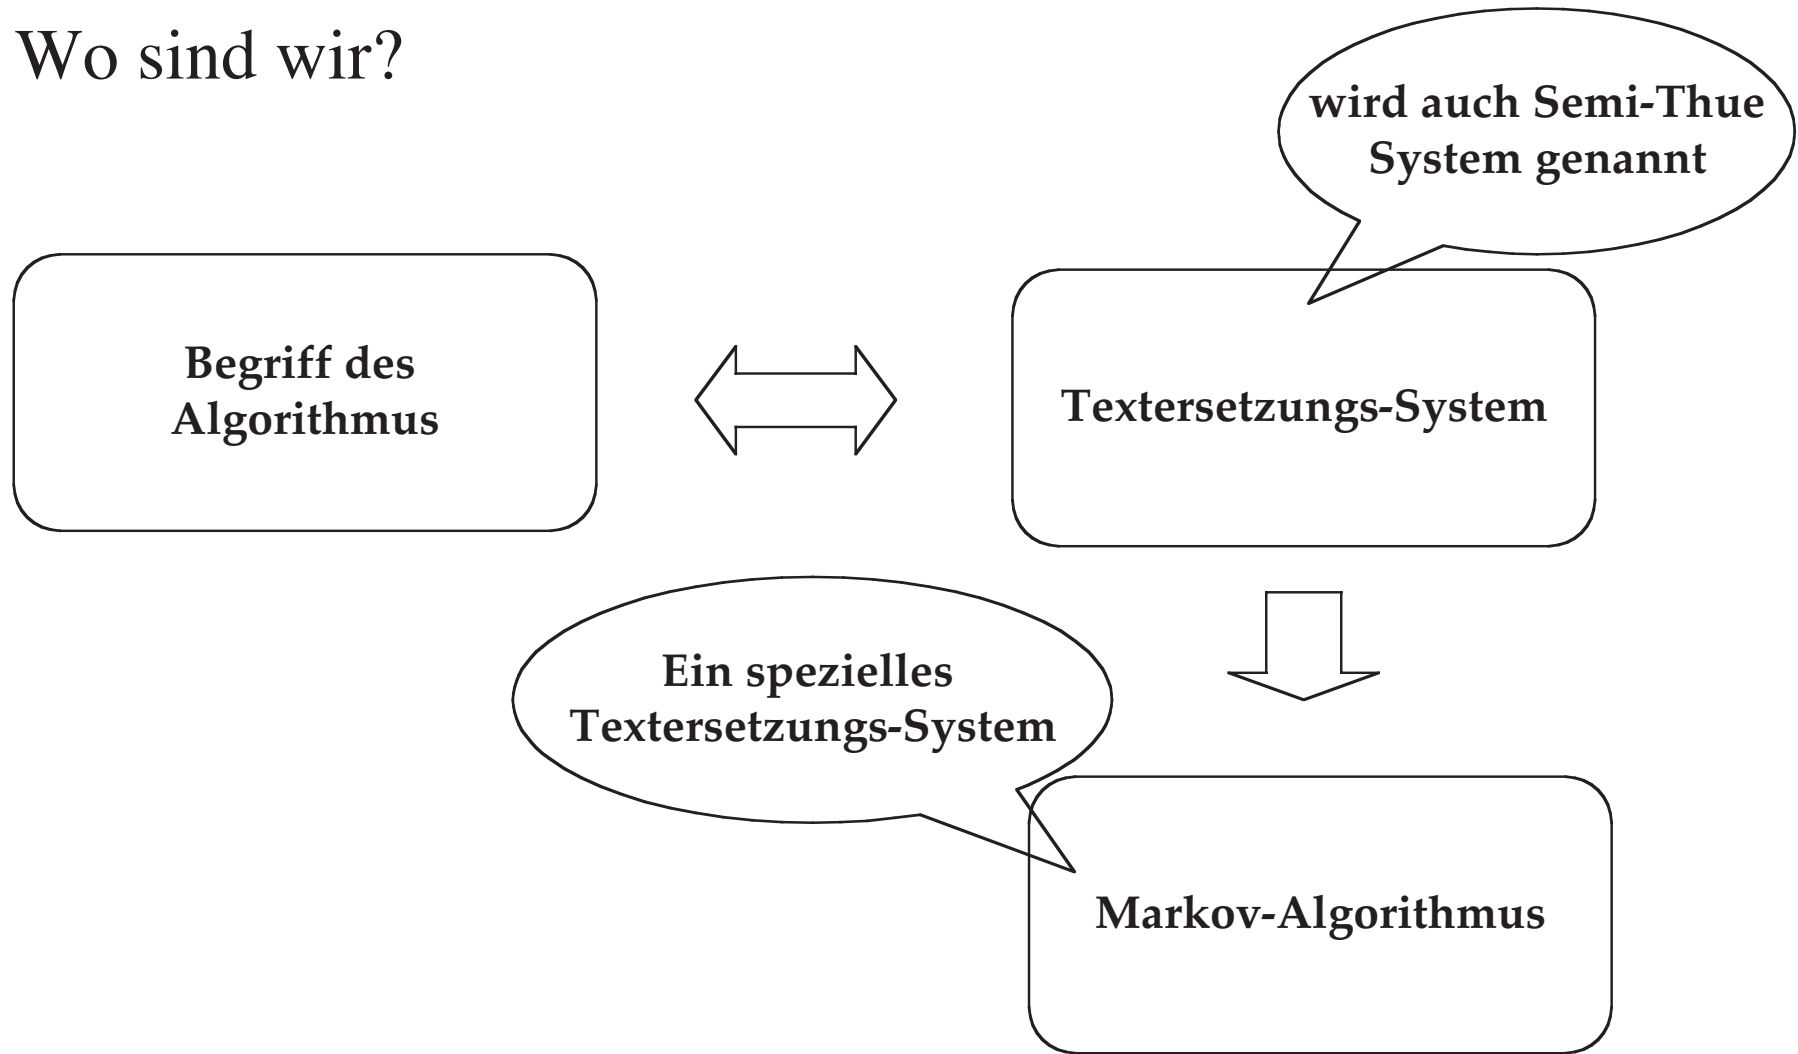 Wo sind wir?
wird auch Semi-Thue
System genannt
Begriff des
Algorithmus
Textersetzungs-System
Ein spezielles
Textersetzungs-System
Markov-Algorithmus